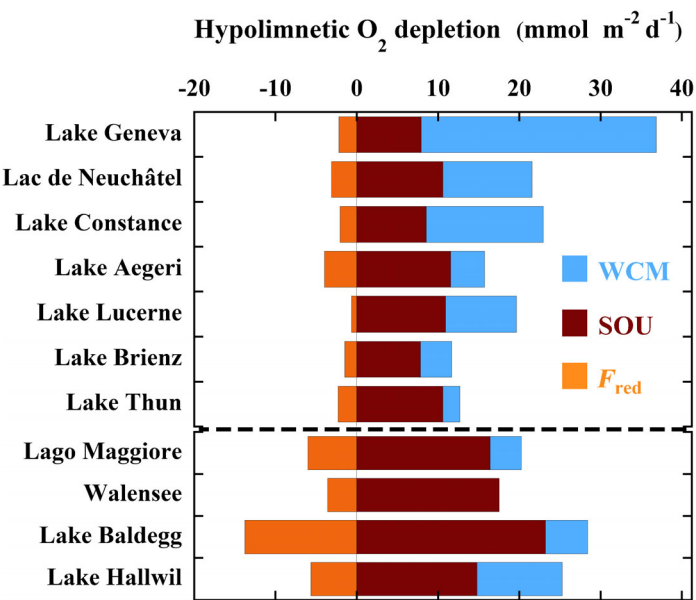 Hypolimnetic O2 depletion (mmol m-2 d-1)
-20 -10 0 10 20 30 40
Lake Geneva
Lac de Neuchâtel
Lake Constance
Lake Aegeri
WCM
Lake Lucerne
SOU
Lake Brienz
Fred
Lake Thun
Lago Maggiore
Walensee
Lake Baldegg
Lake Hallwil